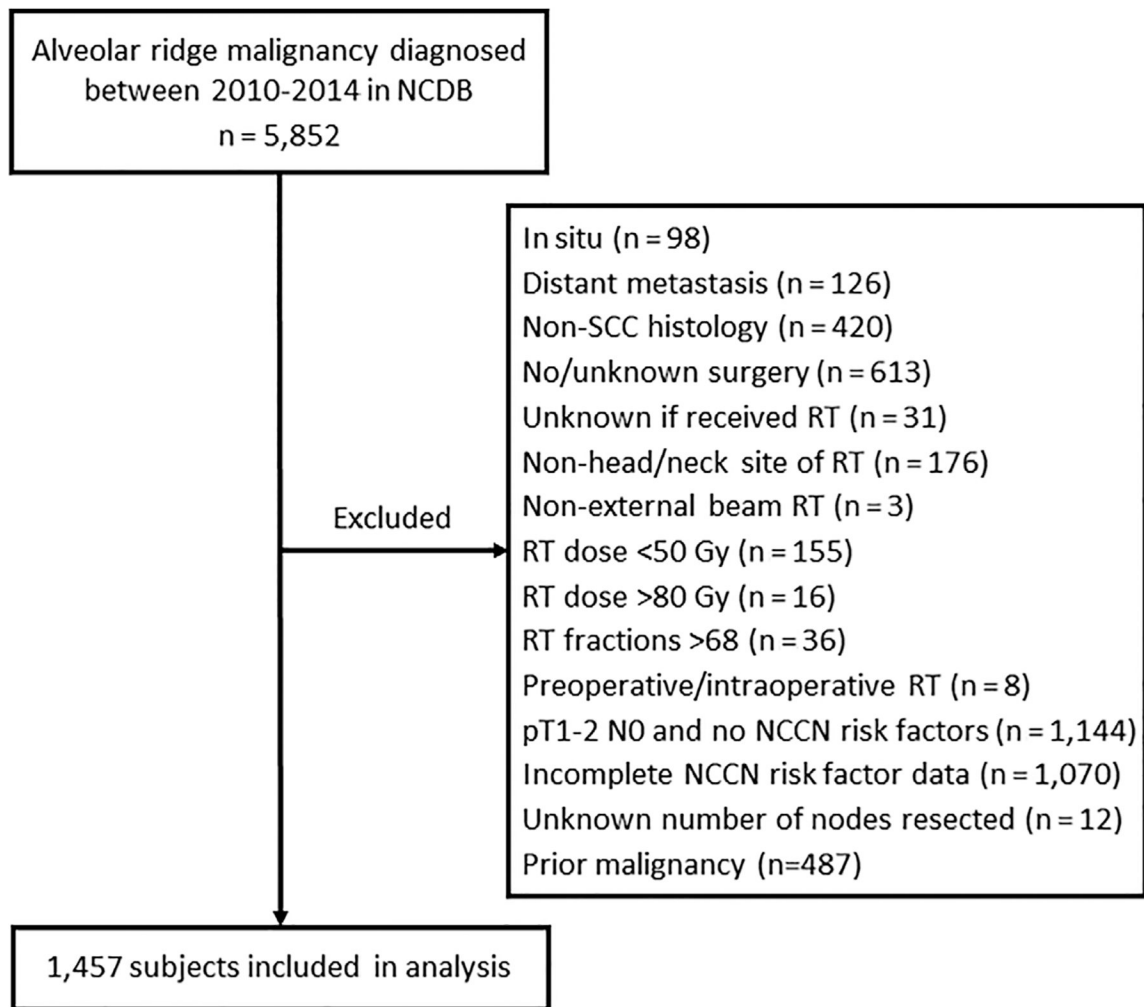 Alveolar ridge malignancy diagnosed
between 2010-2014 in NCDB
n = 5,852
In situ (n = 98)
Distant metastasis (n = 126)
Non-SCC histology (n = 420)
No/unknown surgery (n = 613)
Unknown if received RT (n = 31)
Non-head/neck site of RT (n = 176)
Non-external beam RT (n = 3)
Excluded
RT dose <50 Gy (n = 155)
RT dose >80 Gy (n = 16)
RT fractions >68 (n = 36)
Preoperative/intraoperative RT (n = 8)
pT1-2 N0 and no NCCN risk factors (n = 1,144)
Incomplete NCCN risk factor data (n = 1,070)
Unknown number of nodes resected (n = 12)
Prior malignancy (n=487)
1,457 subjects included in analysis